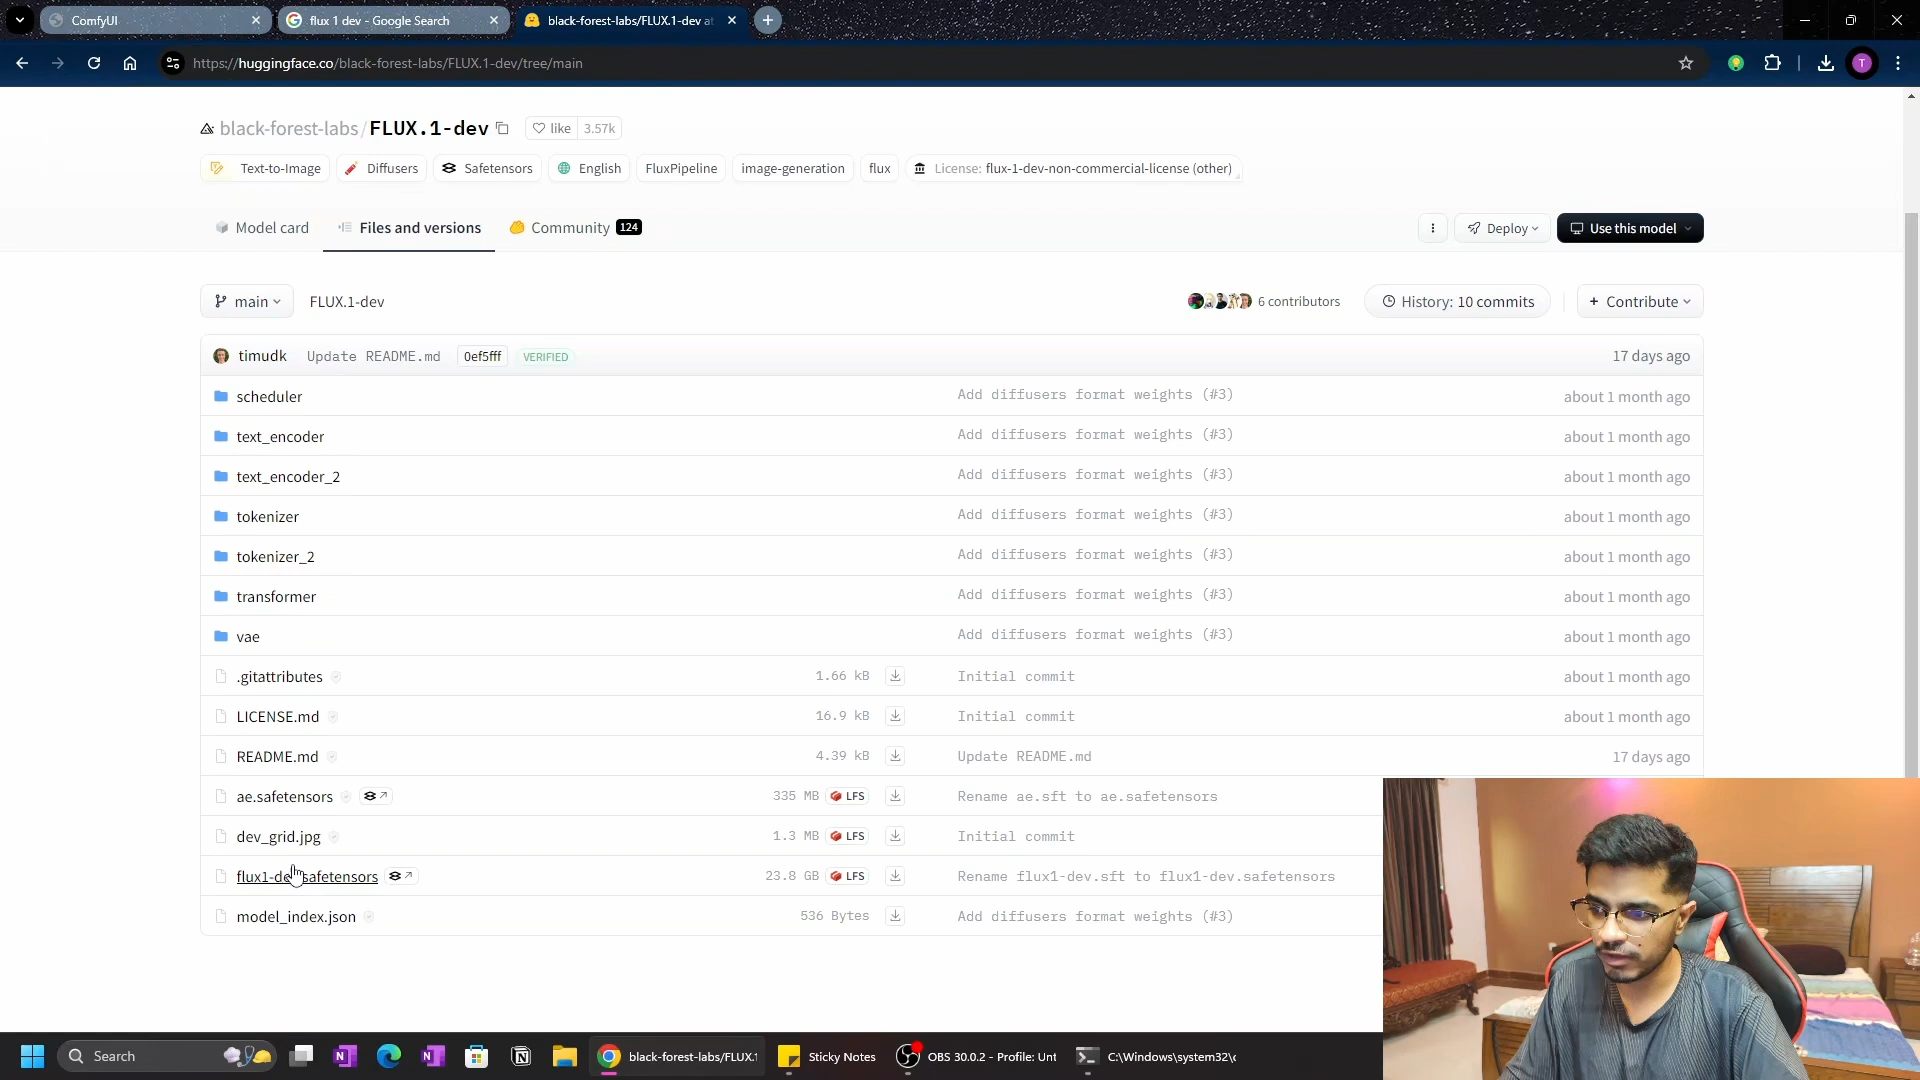 ComfyUI
flux 1 dev - Google Search
black-forest-labs/FLUX.1-dev at
https://huggingface.co/black-forest-labs/FLUX.1-dev/tree/main
T
black-forest-labs/FLUX.1-dev
like 3.57k
Text-to-Image Diffusers Safetensors English FluxPipeline image-generation flux License: flux-1-dev-non-commercial-license (other)
Model card Files and versions Community 124
Deploy Use this model
main FLUX.1-dev
6 contributors History: 10 commits + Contribute
timudk Update README.md 0ef5fff VERIFIED 17 days ago
scheduler Add diffusers format weights (#3) about 1 month ago
text_encoder Add diffusers format weights (#3) about 1 month ago
text_encoder_2 Add diffusers format weights (#3) about 1 month ago
tokenizer Add diffusers format weights (#3) about 1 month ago
tokenizer_2 Add diffusers format weights (#3) about 1 month ago
transformer Add diffusers format weights (#3) about 1 month ago
vae Add diffusers format weights (#3) about 1 month ago
.gitattributes 1.66 kB Initial commit about 1 month ago
LICENSE.md 16.9 kB Initial commit about 1 month ago
README.md 4.39 kB Update README.md 17 days ago
ae.safetensors 335 MB LFS Rename ae.sft to ae.safetensors
dev_grid.jpg 1.3 MB LFS Initial commit
flux1-dev.safetensors 23.8 GB LFS Rename flux1-dev.sft to flux1-dev.safetensors
model_index.json 536 Bytes Add diffusers format weights (#3)
Search black-forest-labs/FLUX.1 Sticky Notes OBS 30.0.2 - Profile: Unt C:\Windows\system32\c